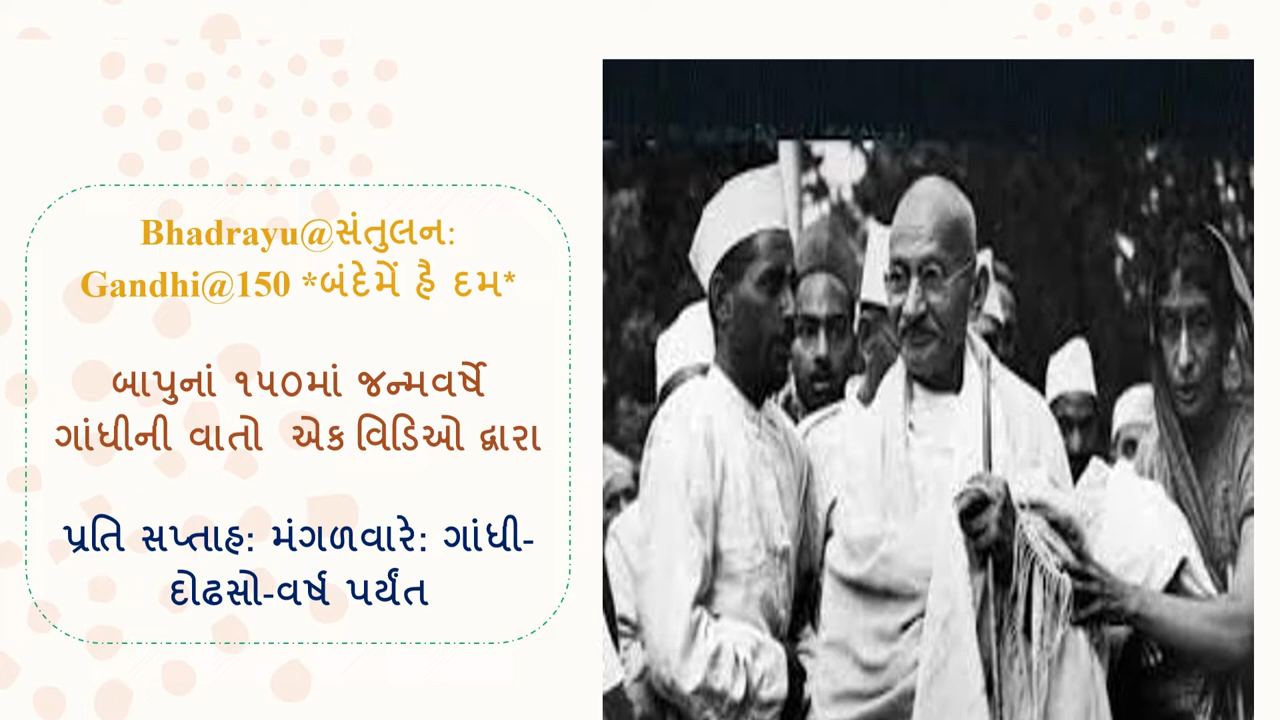 Bhadrayu@સંતુલન:
Gandhi@150 *બંદેમેં હૈ દમ*
બાપુનાં ૧૫૦માં જન્મવર્ષે
ગાંધીની વાતો એક વિડિઓ દ્વારા
પ્રતિ સપ્તાહ: મંગળવારે: ગાંધી-
દોઢસો-વર્ષ પર્યંત